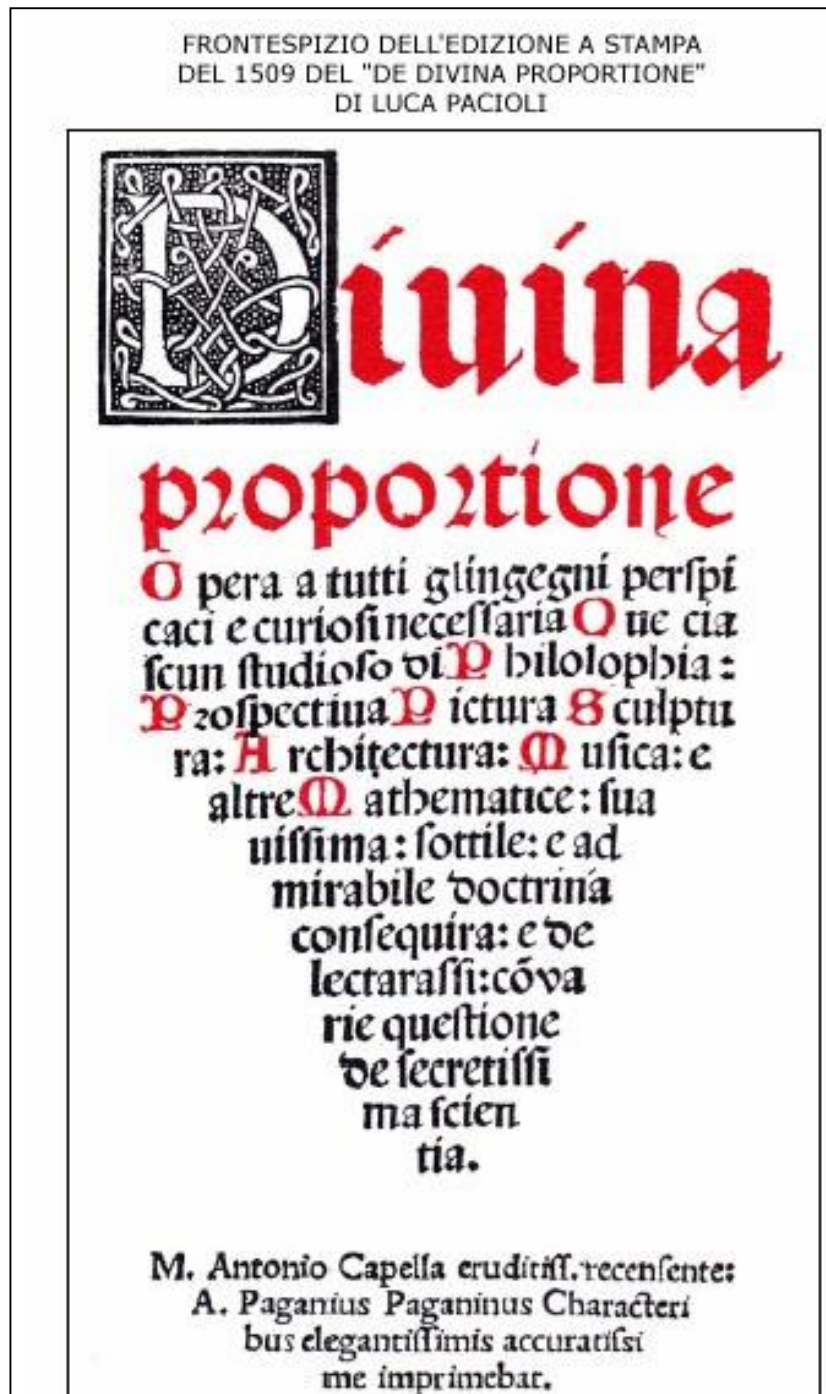 FRONTESPIZIO DELL'EDIZIONE A STAMPA
DEL 1509 DEL "DE DIVINA PROPORTIONE"
DI LUCA PACIOLI
Diuina
proportione
Opera a tutti glingegni perſpi
caci e curioſi neceſſaria Oue cia
ſcun ſtudioſo di Philoſophia:
Proſpectiua Pictura Sculptu
ra: Architectura: Muſica: e
altre Mathematice: ſua
uiſſima: ſottile: e ad
mirabile doctrina
conſequira: e de
lectaraſſi: cõ va
rie queſtione
de ſecretiſſi
ma ſcien
tia.
M. Antonio Capella eruditiſſ. recenſente:
A. Paganius Paganinus Characteri
bus elegantiſſimis accuratiſsi
me imprimebat.